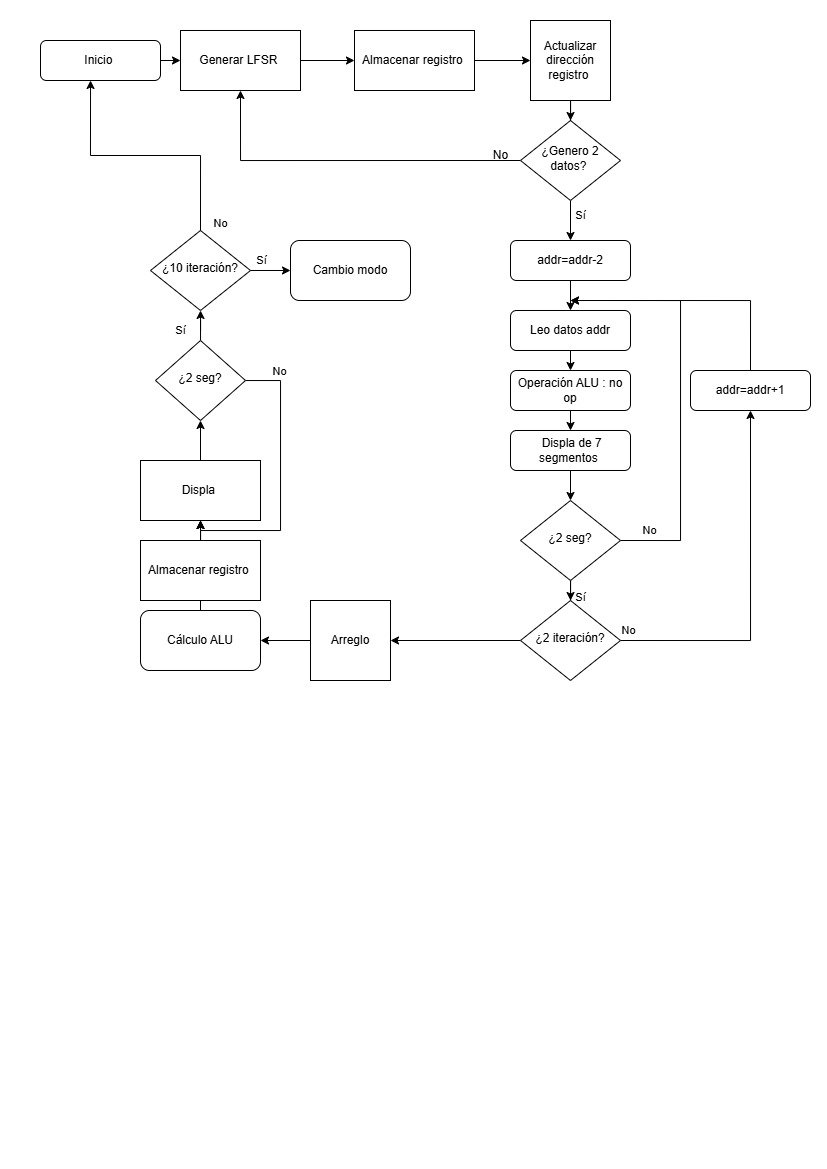 Inicio
Generar LFSR
Almacenar registro
Actualizar
dirección
registro
¿Genero 2
datos?
No
Sí
addr=addr-2
Leo datos addr
Operación ALU : no
op
Displa de 7
segmentos
¿2 seg?
No
Sí
¿2 iteración?
No
addr=addr+1
Arreglo
Cálculo ALU
Almacenar registro
Displa
¿2 seg?
No
Sí
¿10 iteración?
Sí
No
Cambio modo